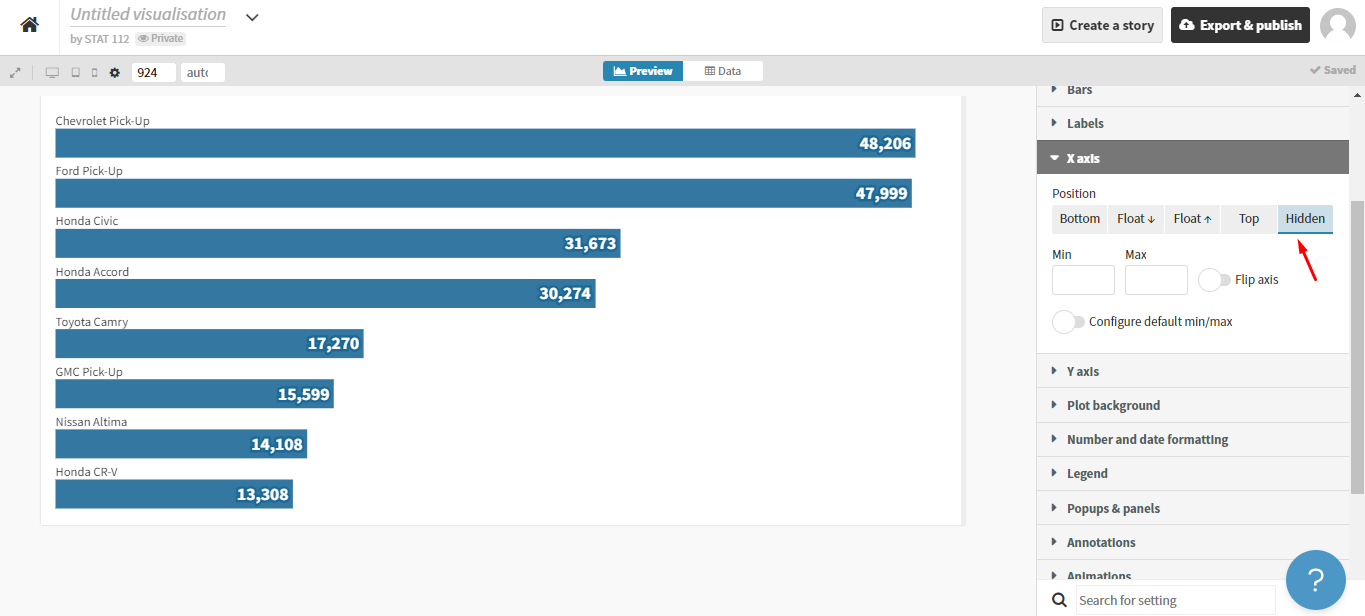 Untitled visualisation
by STAT 112 Private
Create a story
Export & publish
924
auto
Preview
Data
Saved
Chevrolet Pick-Up
48,206
Ford Pick-Up
47,999
Honda Civic
31,673
Honda Accord
30,274
Toyota Camry
17,270
GMC Pick-Up
15,599
Nissan Altima
14,108
Honda CR-V
13,308
Bars
Labels
X axis
Position
Bottom Float ↓ Float ↑ Top Hidden
Min Max
Flip axis
Configure default min/max
Y axis
Plot background
Number and date formatting
Legend
Popups & panels
Annotations
Animations
Search for setting
?